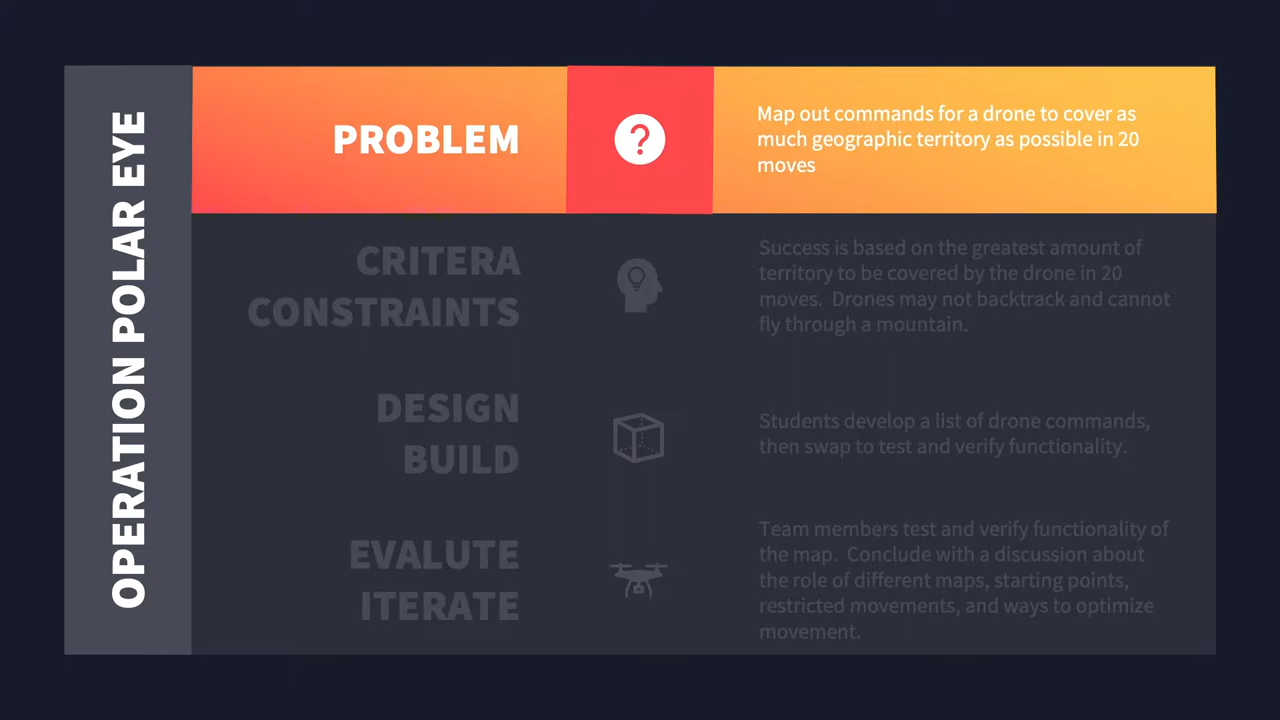 OPERATION POLAR EYE
PROBLEM
?
Map out commands for a drone to cover as
much geographic territory as possible in 20
moves
CRITERA
CONSTRAINTS
Success is based on the greatest amount of
territory to be covered by the drone in 20
moves. Drones may not backtrack and cannot
fly through a mountain.
DESIGN
BUILD
Students develop a list of drone commands,
then swap to test and verify functionality.
EVALUTE
ITERATE
Team members test and verify functionality of
the map. Conclude with a discussion about
the role of different maps, starting points,
restricted movements, and ways to optimize
movement.